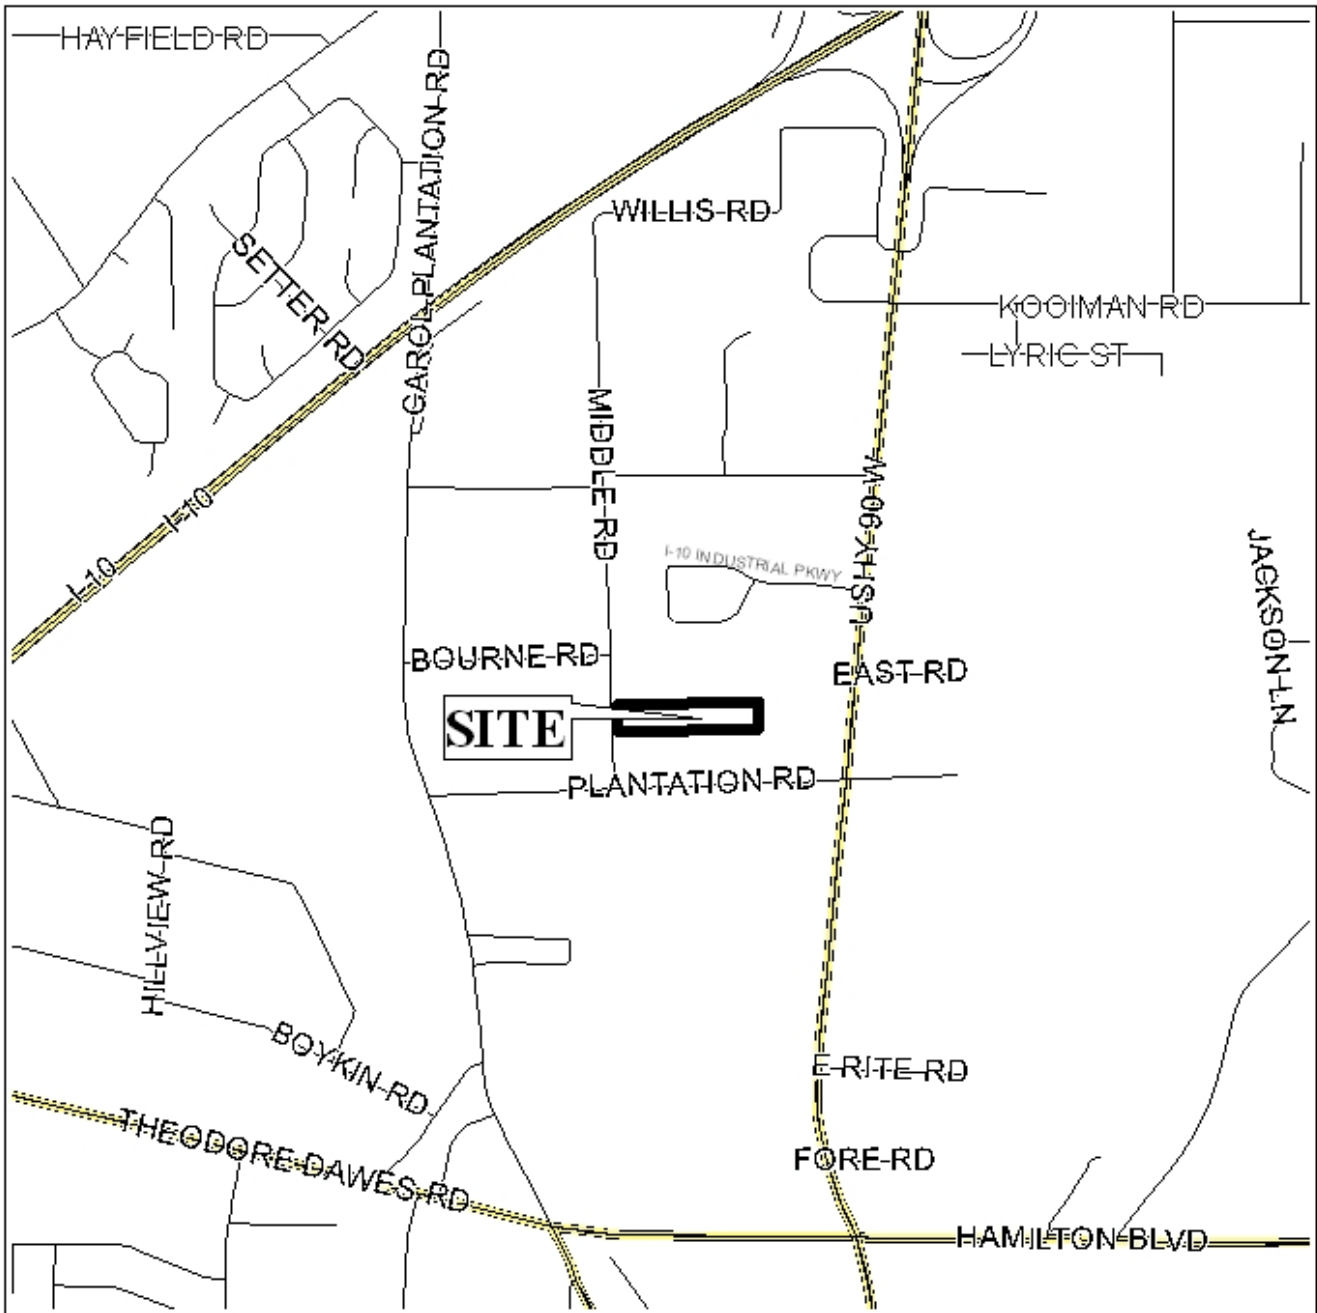 HAYFIELD RD
CAROL PLANTATION RD
WILLIS RD
SETTER RD
KOOIMAN RD
LYRIC ST
MIDDLE RD
US HY 90 W
I-10
I-10
I-10 INDUSTRIAL PKWY
JACKSON LN
BOURNE RD
EAST RD
SITE
PLANTATION RD
HILLVIEW RD
BOYKIN RD
E RITE RD
THEODORE DAWES RD
FORE RD
HAMILTON BLVD